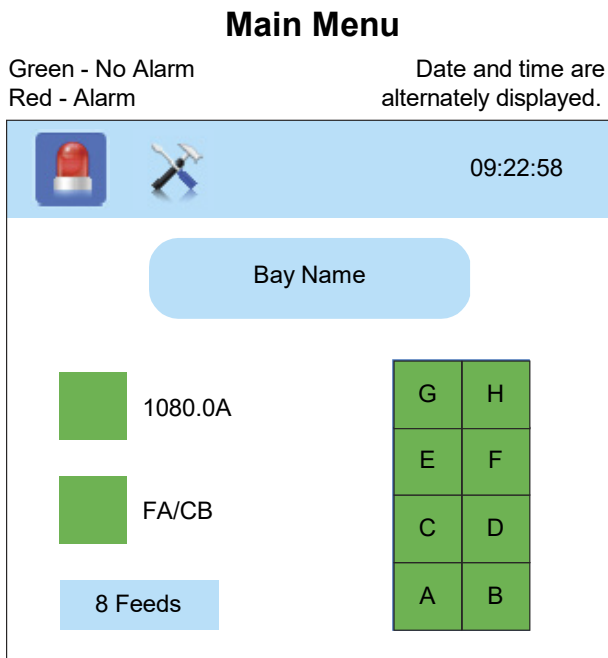 Main Menu
Green - No Alarm
Red - Alarm
Date and time are
alternately displayed.
09:22:58
Bay Name
1080.0A
FA/CB
8 Feeds
G H
E F
C D
A B